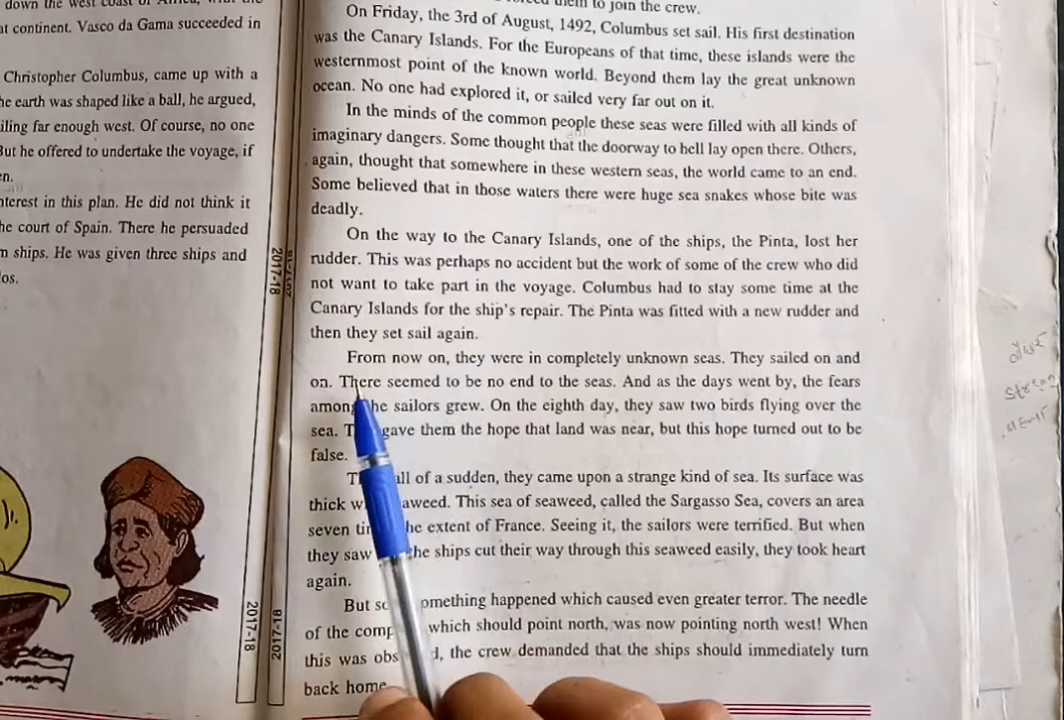 down the west coast of Africa, with the
at continent. Vasco da Gama succeeded in
Christopher Columbus, came up with a
he earth was shaped like a ball, he argued,
iling far enough west. Of course, no one
But he offered to undertake the voyage, if
en.
nterest in this plan. He did not think it
he court of Spain. There he persuaded
m ships. He was given three ships and
los.
2017-18
2017-18
2017-18
them to join the crew.
On Friday, the 3rd of August, 1492, Columbus set sail. His first destination
was the Canary Islands. For the Europeans of that time, these islands were the
westernmost point of the known world. Beyond them lay the great unknown
ocean. No one had explored it, or sailed very far out on it.
In the minds of the common people these seas were filled with all kinds of
imaginary dangers. Some thought that the doorway to hell lay open there. Others,
again, thought that somewhere in these western seas, the world came to an end.
Some believed that in those waters there were huge sea snakes whose bite was
deadly.
On the way to the Canary Islands, one of the ships, the Pinta, lost her
rudder. This was perhaps no accident but the work of some of the crew who did
not want to take part in the voyage. Columbus had to stay some time at the
Canary Islands for the ship's repair. The Pinta was fitted with a new rudder and
then they set sail again.
From now on, they were in completely unknown seas. They sailed on and
on. There seemed to be no end to the seas. And as the days went by, the fears
among he sailors grew. On the eighth day, they saw two birds flying over the
sea. T gave them the hope that land was near, but this hope turned out to be
false.
T all of a sudden, they came upon a strange kind of sea. Its surface was
thick w aweed. This sea of seaweed, called the Sargasso Sea, covers an area
seven ti he extent of France. Seeing it, the sailors were terrified. But when
they saw he ships cut their way through this seaweed easily, they took heart
again.
But so omething happened which caused even greater terror. The needle
of the comp which should point north, was now pointing north west! When
this was obs d, the crew demanded that the ships should immediately turn
back home